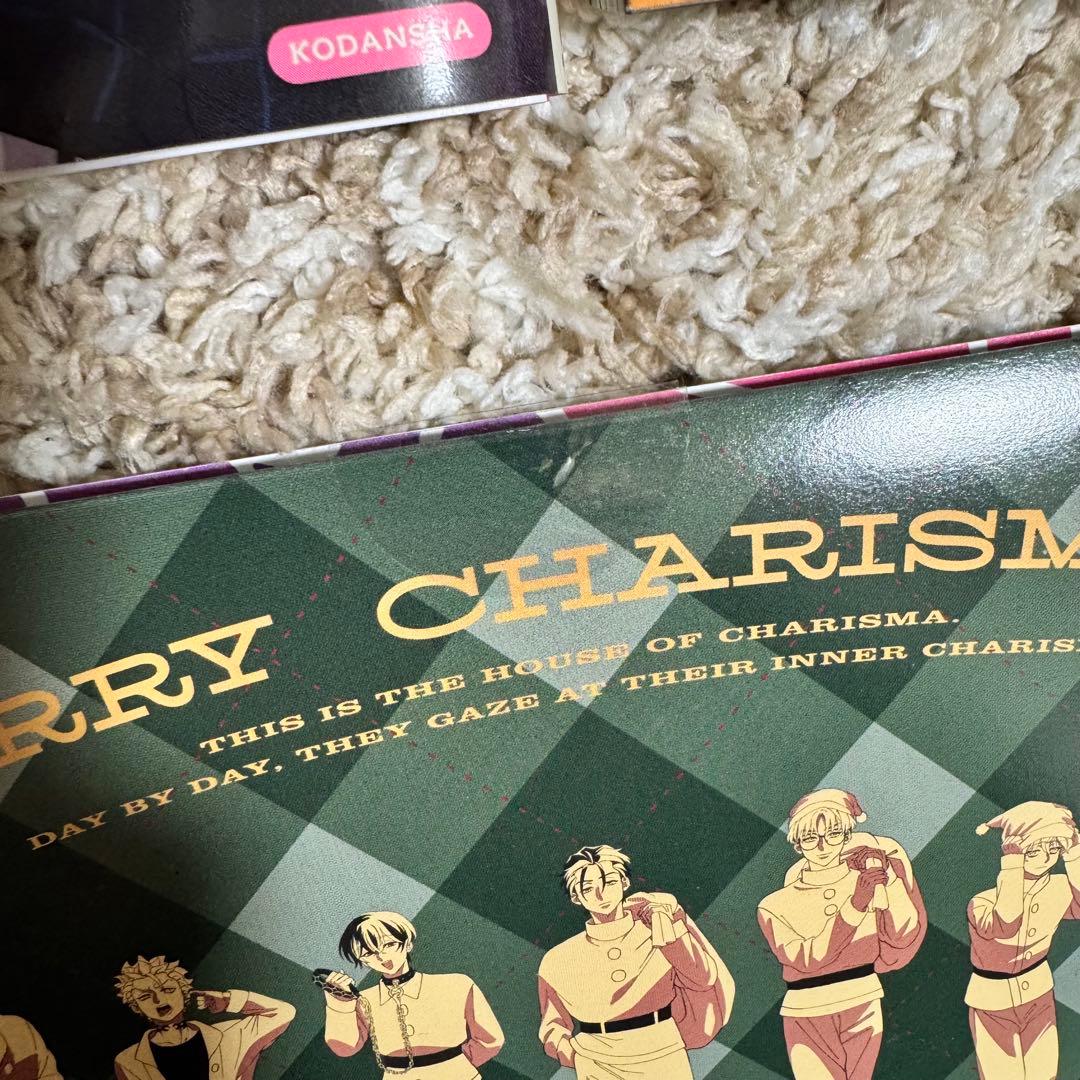 KODANSHA
RRY CHARISM
THIS IS THE HOUSE OF CHARISMA.
DAY BY DAY, THEY GAZE AT THEIR INNER CHARIS